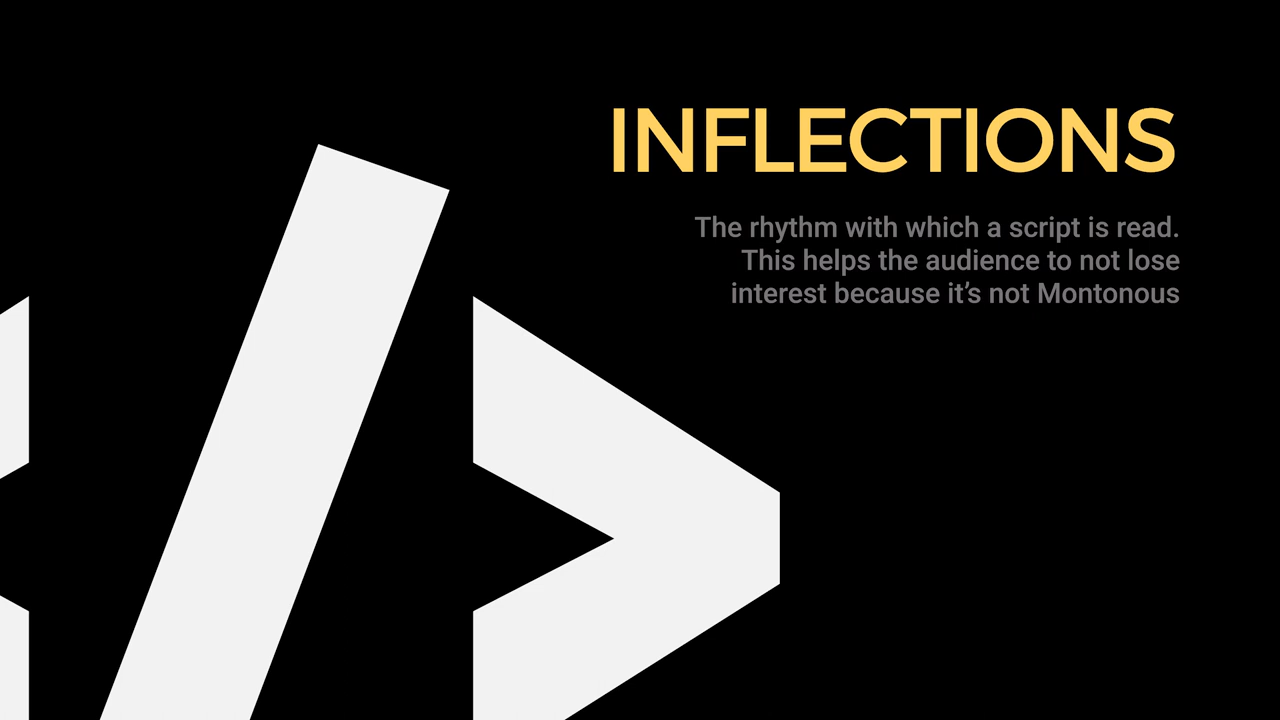 INFLECTIONS
The rhythm with which a script is read.
This helps the audience to not lose
interest because it’s not Montonous